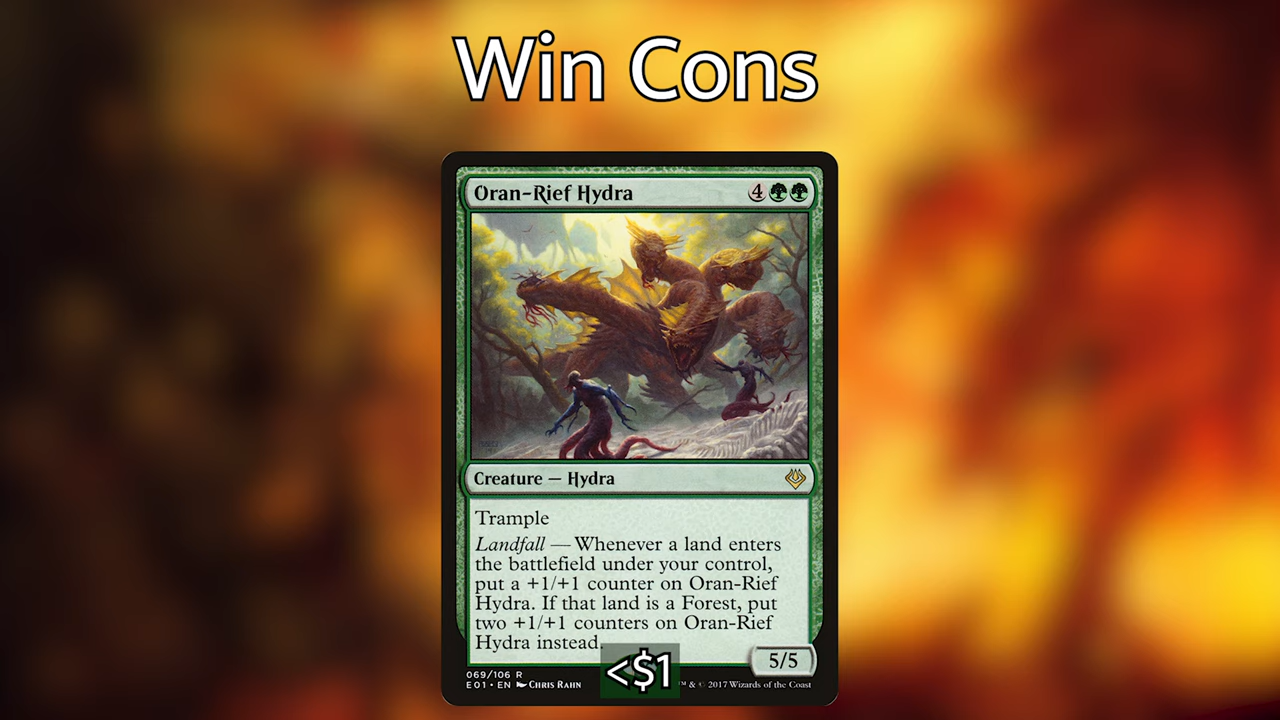 Win Cons
Oran-Rief Hydra 4
Creature — Hydra
Trample
Landfall — Whenever a land enters
the battlefield under your control,
put a +1/+1 counter on Oran-Rief
Hydra. If that land is a Forest, put
two +1/+1 counters on Oran-Rief
Hydra instead.
5/5
<$1
069/106 R
E01 • EN Chris Rahn ™ & © 2017 Wizards of the Coast